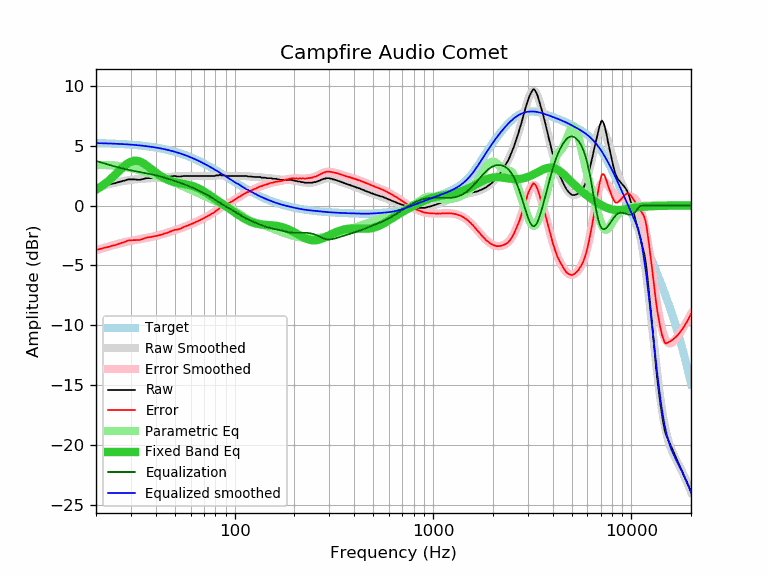 Campfire Audio Comet
Amplitude (dBr)
10
5
0
−5
−10
−15
−20
−25
Target
Raw Smoothed
Error Smoothed
Raw
Error
Parametric Eq
Fixed Band Eq
Equalization
Equalized smoothed
100 1000 10000
Frequency (Hz)